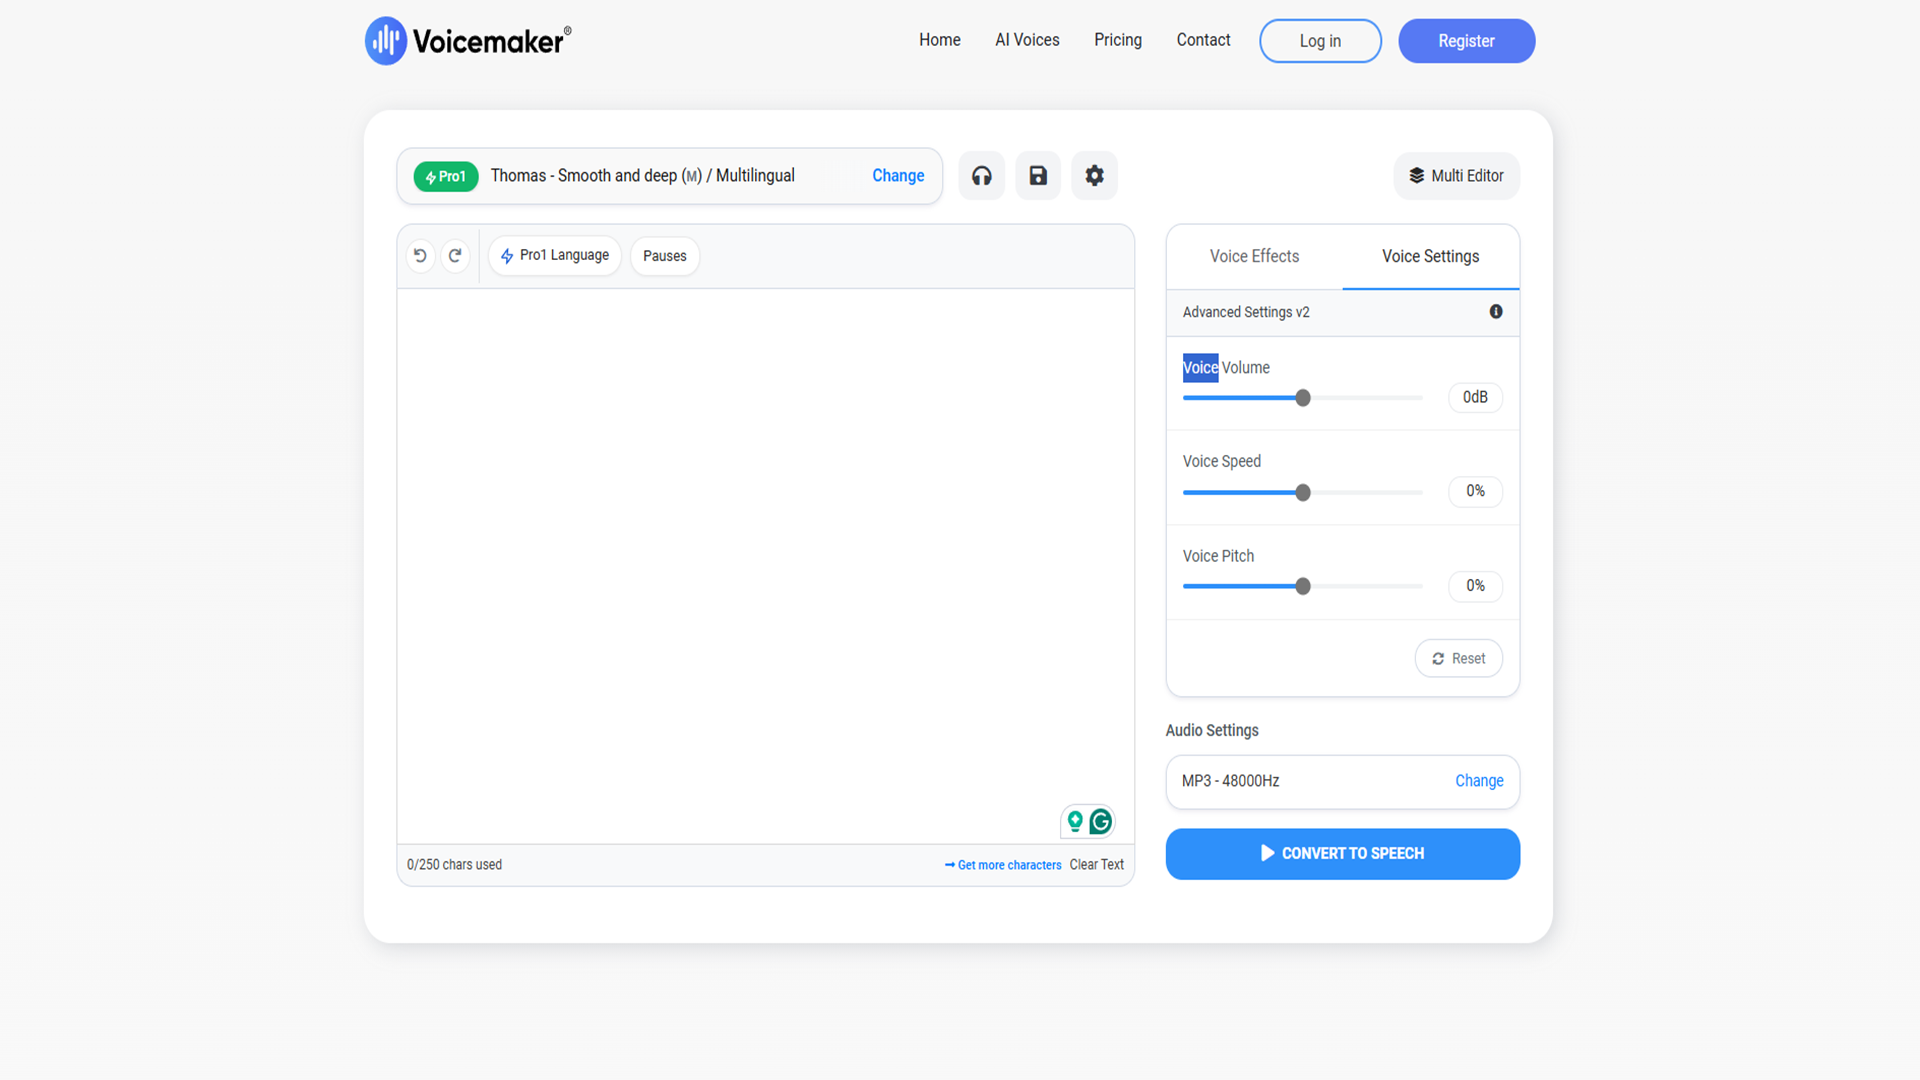 Voicemaker®
Home AI Voices Pricing Contact Log in Register
Pro1 Thomas - Smooth and deep (M) / Multilingual Change
Multi Editor
Pro1 Language Pauses
Voice Effects Voice Settings
Advanced Settings v2
Voice Volume
0dB
Voice Speed
0%
Voice Pitch
0%
Reset
Audio Settings
MP3 - 48000Hz Change
CONVERT TO SPEECH
0/250 chars used Get more characters Clear Text